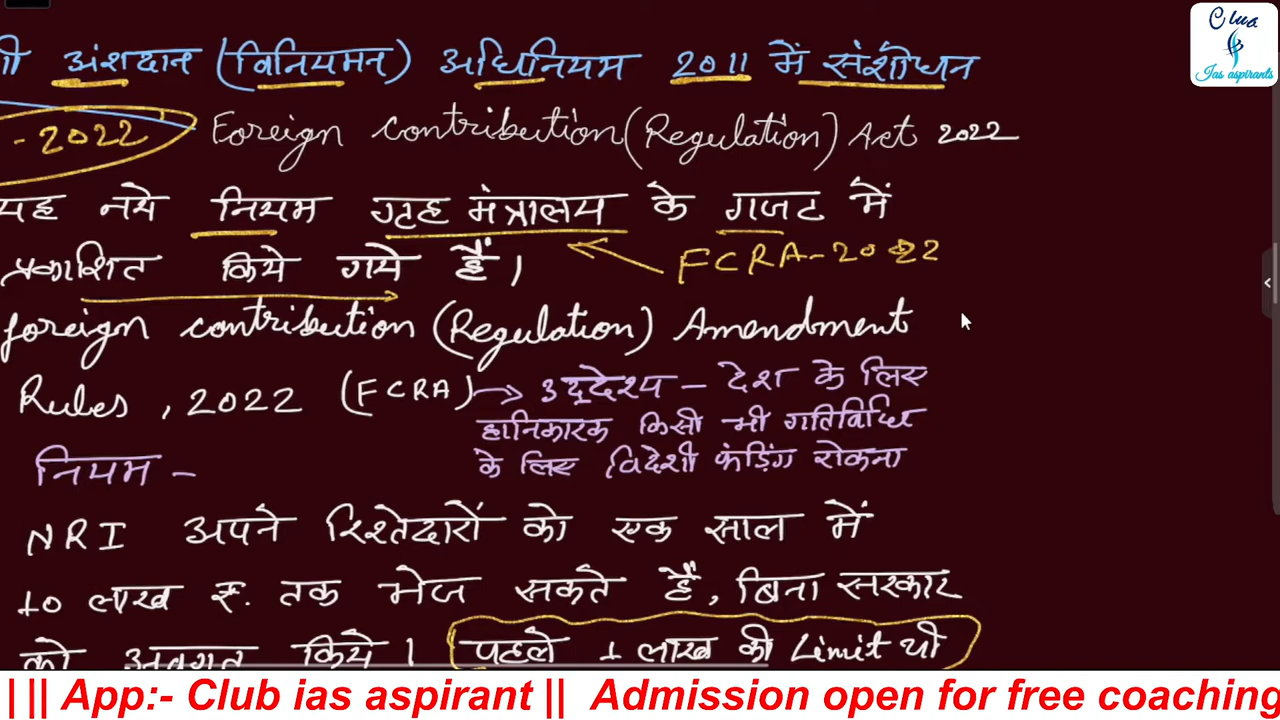 Club
Ias aspirants
अंशदान (विनियमन) अधिनियम 2011 में संशोधन
-2022 Foreign contribution (Regulation) Act 2022
यह नये नियम गृह मंत्रालय के गजट में
प्रकाशित किये गये हैं। FCRA-2022
foreign contribution (Regulation) Amendment
Rules, 2022 (FCRA) → उद्देश्य - देश के लिए
हानिकारक किसी भी गतिविधि
के लिए विदेशी फंडिंग रोकना
नियम -
NRI अपने रिश्तेदारों को एक साल में
10 लाख रु. तक भेज सकते हैं, बिना सरकार
को अवगत किये। पहले 1 लाख की Limit थी
| || App:- Club ias aspirant || Admission open for free coaching